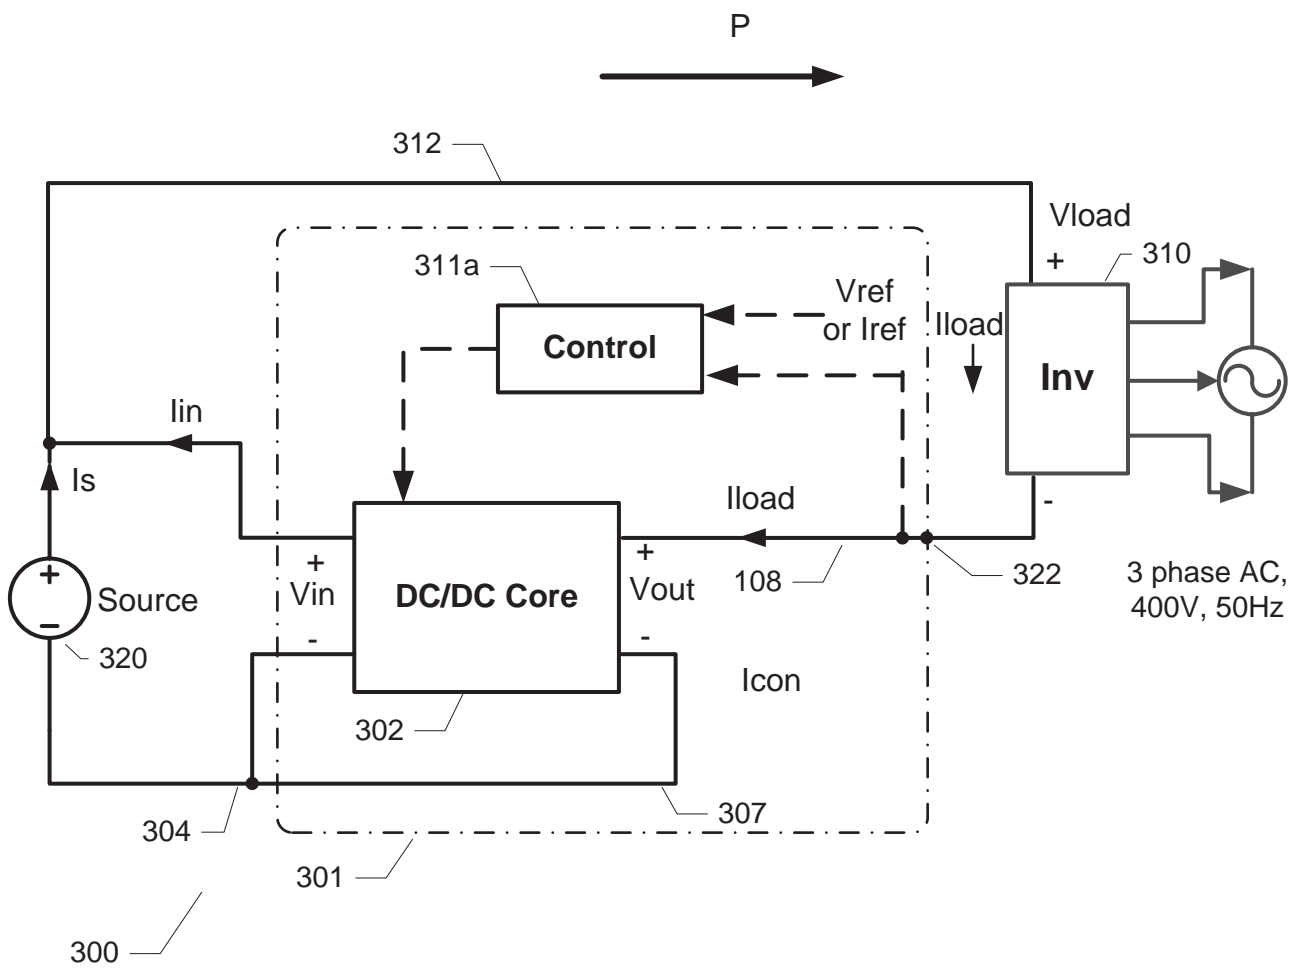 P
312
Vload
+
310
311a
Vref
or Iref
Iload
Control
Inv
Iin
Is
Iload
-
+
Vin
-
DC/DC Core
+
Vout
-
108
322
3 phase AC,
400V, 50Hz
+
Source
−
320
Icon
302
304
307
301
300